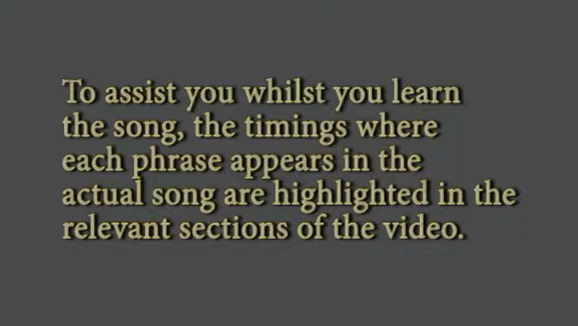 To assist you whilst you learn
the song, the timings where
each phrase appears in the
actual song are highlighted in the
relevant sections of the video.